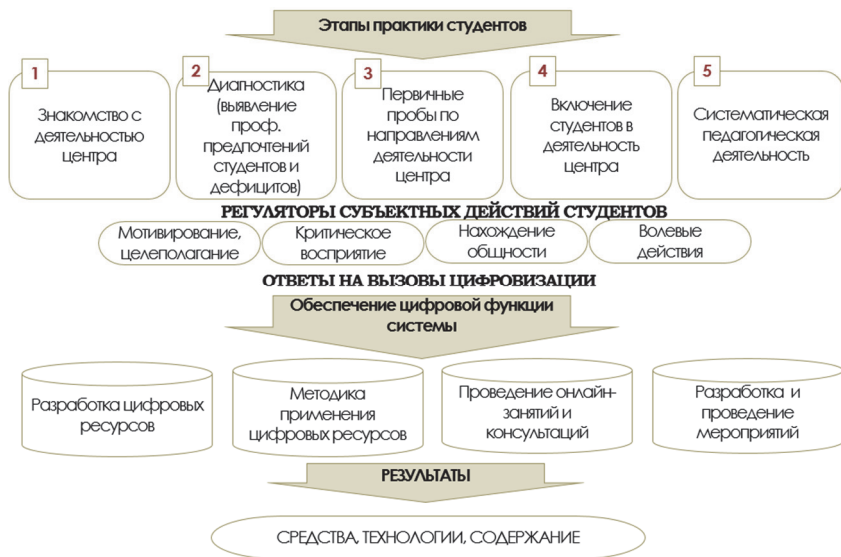 Этапы практики студентов
1
Знакомство с
деятельностью
центра
2
Диагностика
(выявление
проф.
предпочтений
студентов и
дефицитов)
3
Первичные
пробы по
направлениям
деятельности
центра
4
Включение
студентов в
деятельность
центра
5
Систематическая
педагогическая
деятельность
РЕГУЛЯТОРЫ СУБЪЕКТНЫХ ДЕЙСТВИЙ СТУДЕНТОВ
Мотивирование,
целеполагание
Критическое
восприятие
Нахождение
общности
Волевые
действия
ОТВЕТЫ НА ВЫЗОВЫ ЦИФРОВИЗАЦИИ
Обеспечение цифровой функции
системы
Разработка цифровых
ресурсов
Методика
применения
цифровых ресурсов
Проведение онлайн-
занятий и
консультаций
Разработка и
проведение
мероприятий
РЕЗУЛЬТАТЫ
СРЕДСТВА, ТЕХНОЛОГИИ, СОДЕРЖАНИЕ